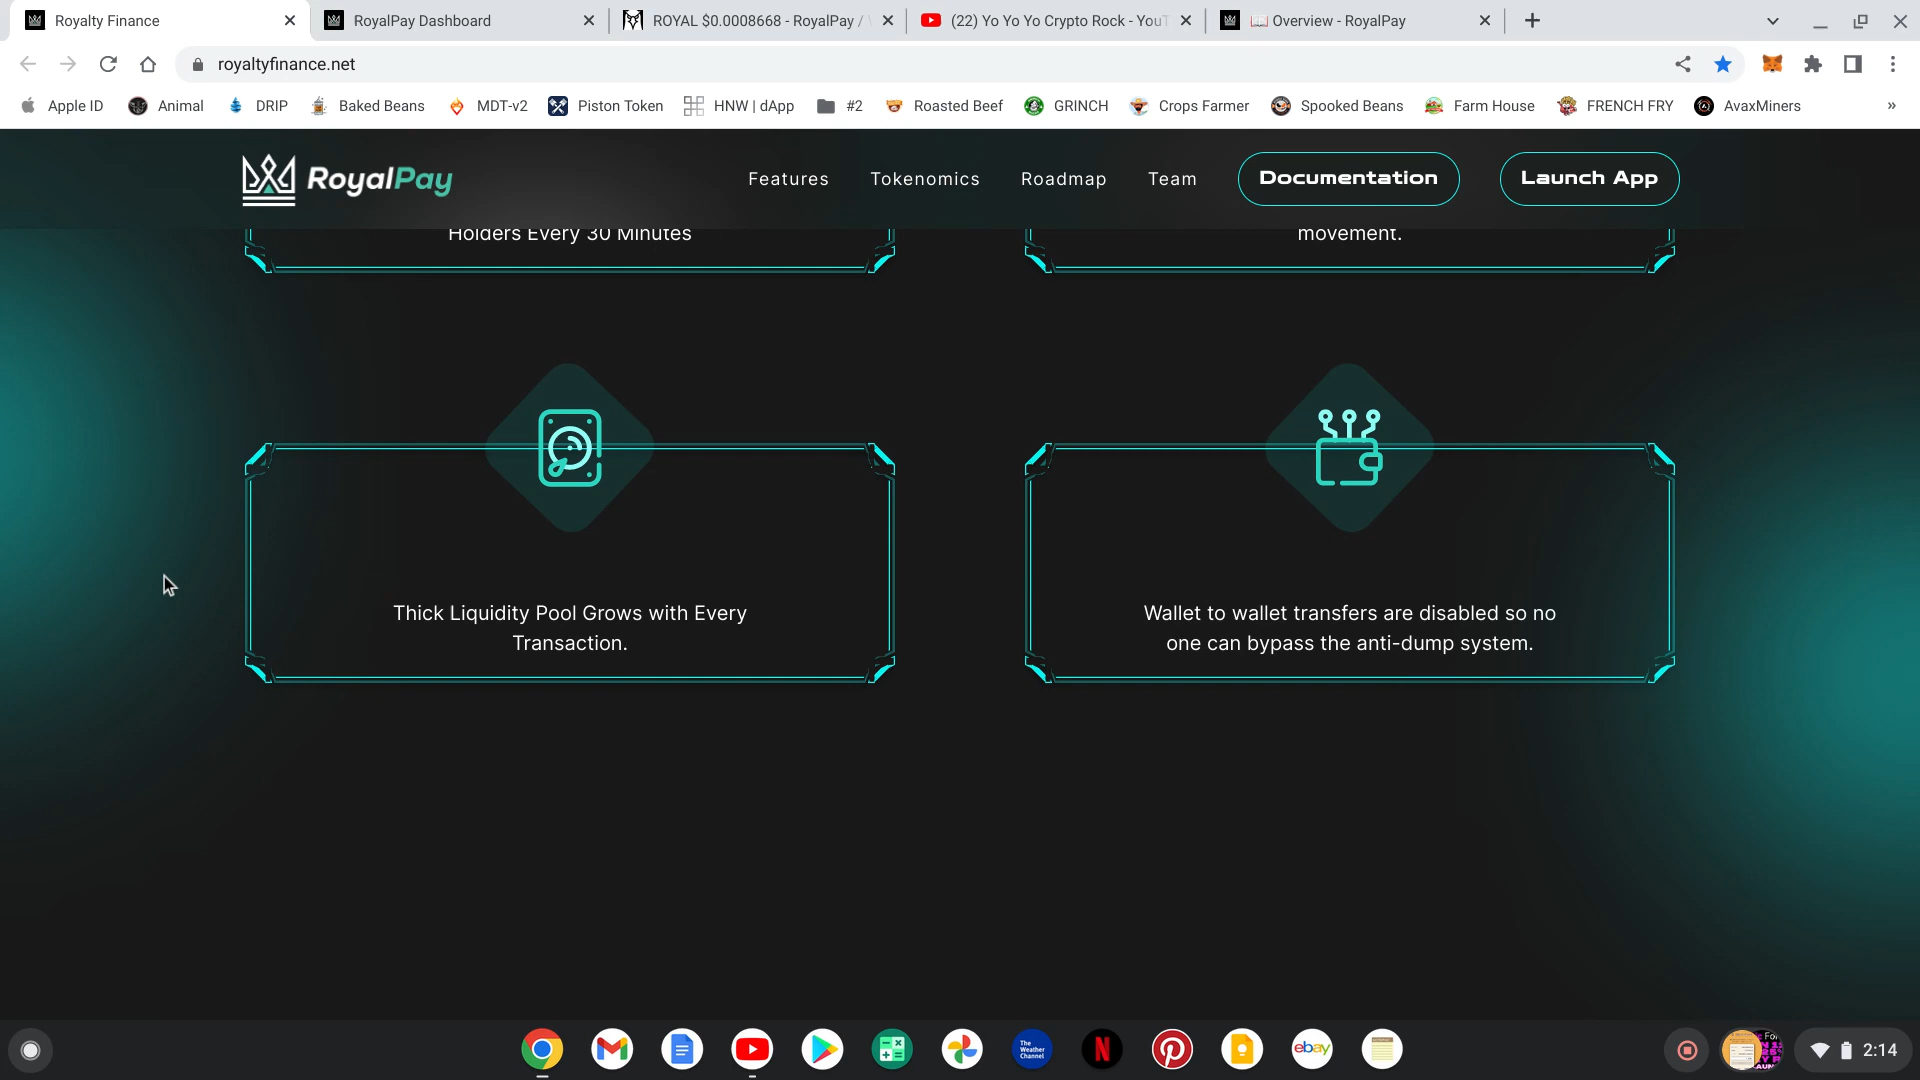 Royalty Finance
RoyalPay Dashboard
ROYAL $0.0008668 - RoyalPay /
(22) Yo Yo Yo Crypto Rock - YouT
📖 Overview - RoyalPay
royaltyfinance.net
Apple ID
Animal
DRIP
Baked Beans
MDT-v2
Piston Token
HNW | dApp
#2
Roasted Beef
GRINCH
Crops Farmer
Spooked Beans
Farm House
FRENCH FRY
AvaxMiners
»
RoyalPay
Features
Tokenomics
Roadmap
Team
Documentation
Launch App
Holders Every 30 Minutes
movement.
Thick Liquidity Pool Grows with Every
Transaction.
Wallet to wallet transfers are disabled so no
one can bypass the anti-dump system.
The
Weather
Channel
N
ebay
2:14